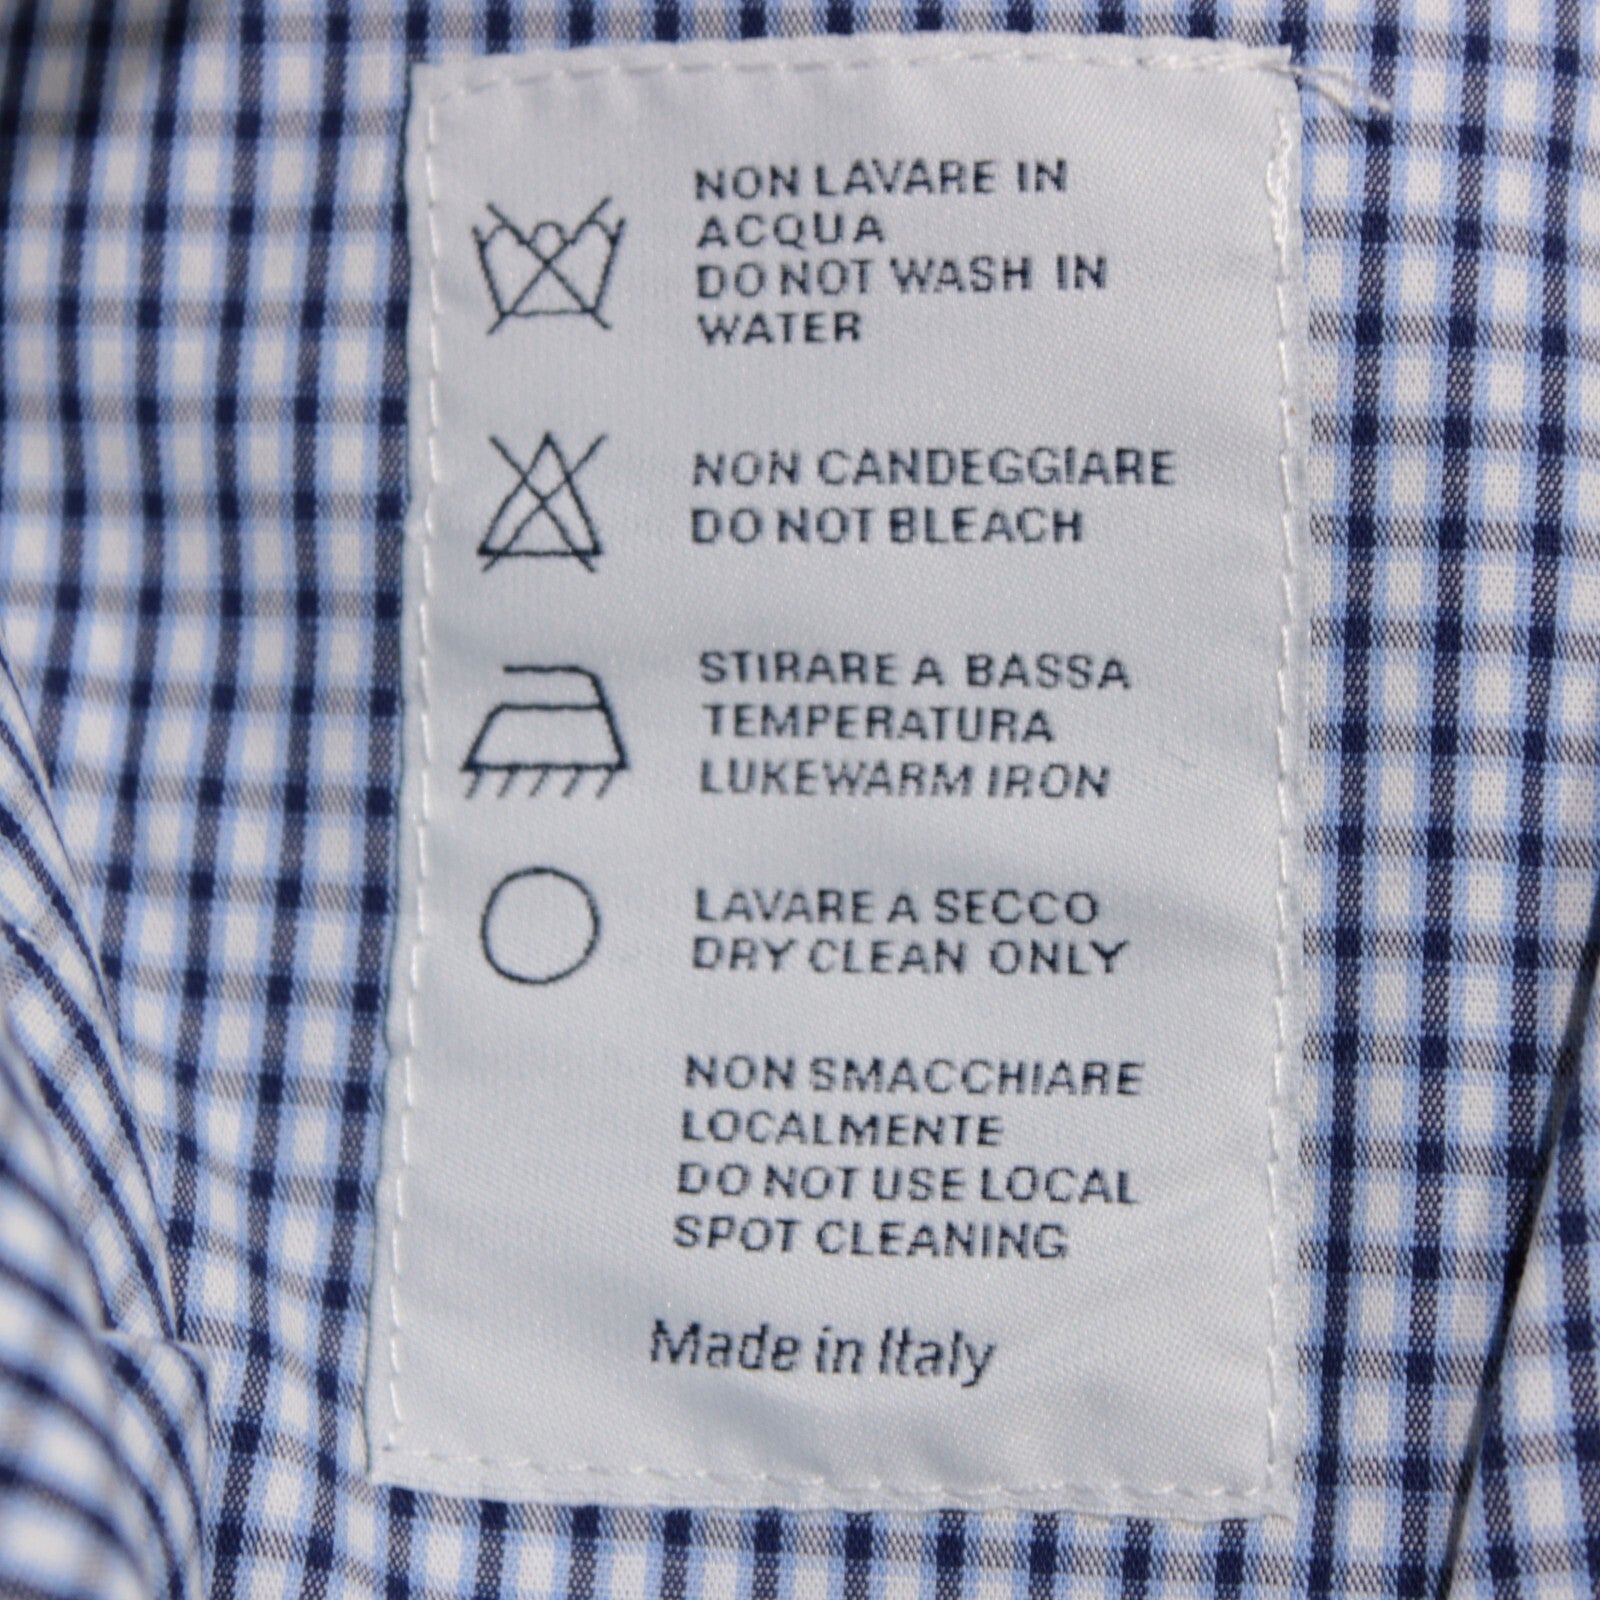 NON LAVARE IN
ACQUA
DO NOT WASH IN
WATER
NON CANDEGGIARE
DO NOT BLEACH
STIRARE A BASSA
TEMPERATURA
LUKEWARM IRON
LAVARE A SECCO
DRY CLEAN ONLY
NON SMACCHIARE
LOCALMENTE
DO NOT USE LOCAL
SPOT CLEANING
Made in Italy